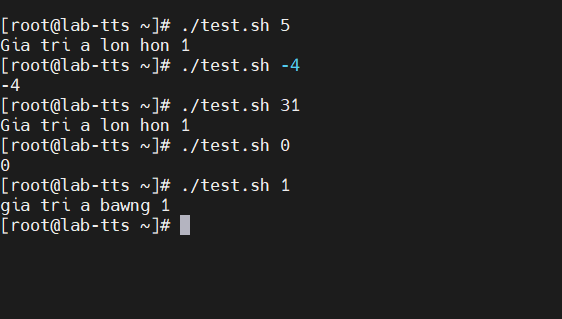 [root@lab-tts ~]# ./test.sh 5
Gia tri a lon hon 1
[root@lab-tts ~]# ./test.sh -4
-4
[root@lab-tts ~]# ./test.sh 31
Gia tri a lon hon 1
[root@lab-tts ~]# ./test.sh 0
0
[root@lab-tts ~]# ./test.sh 1
gia tri a bawng 1
[root@lab-tts ~]#